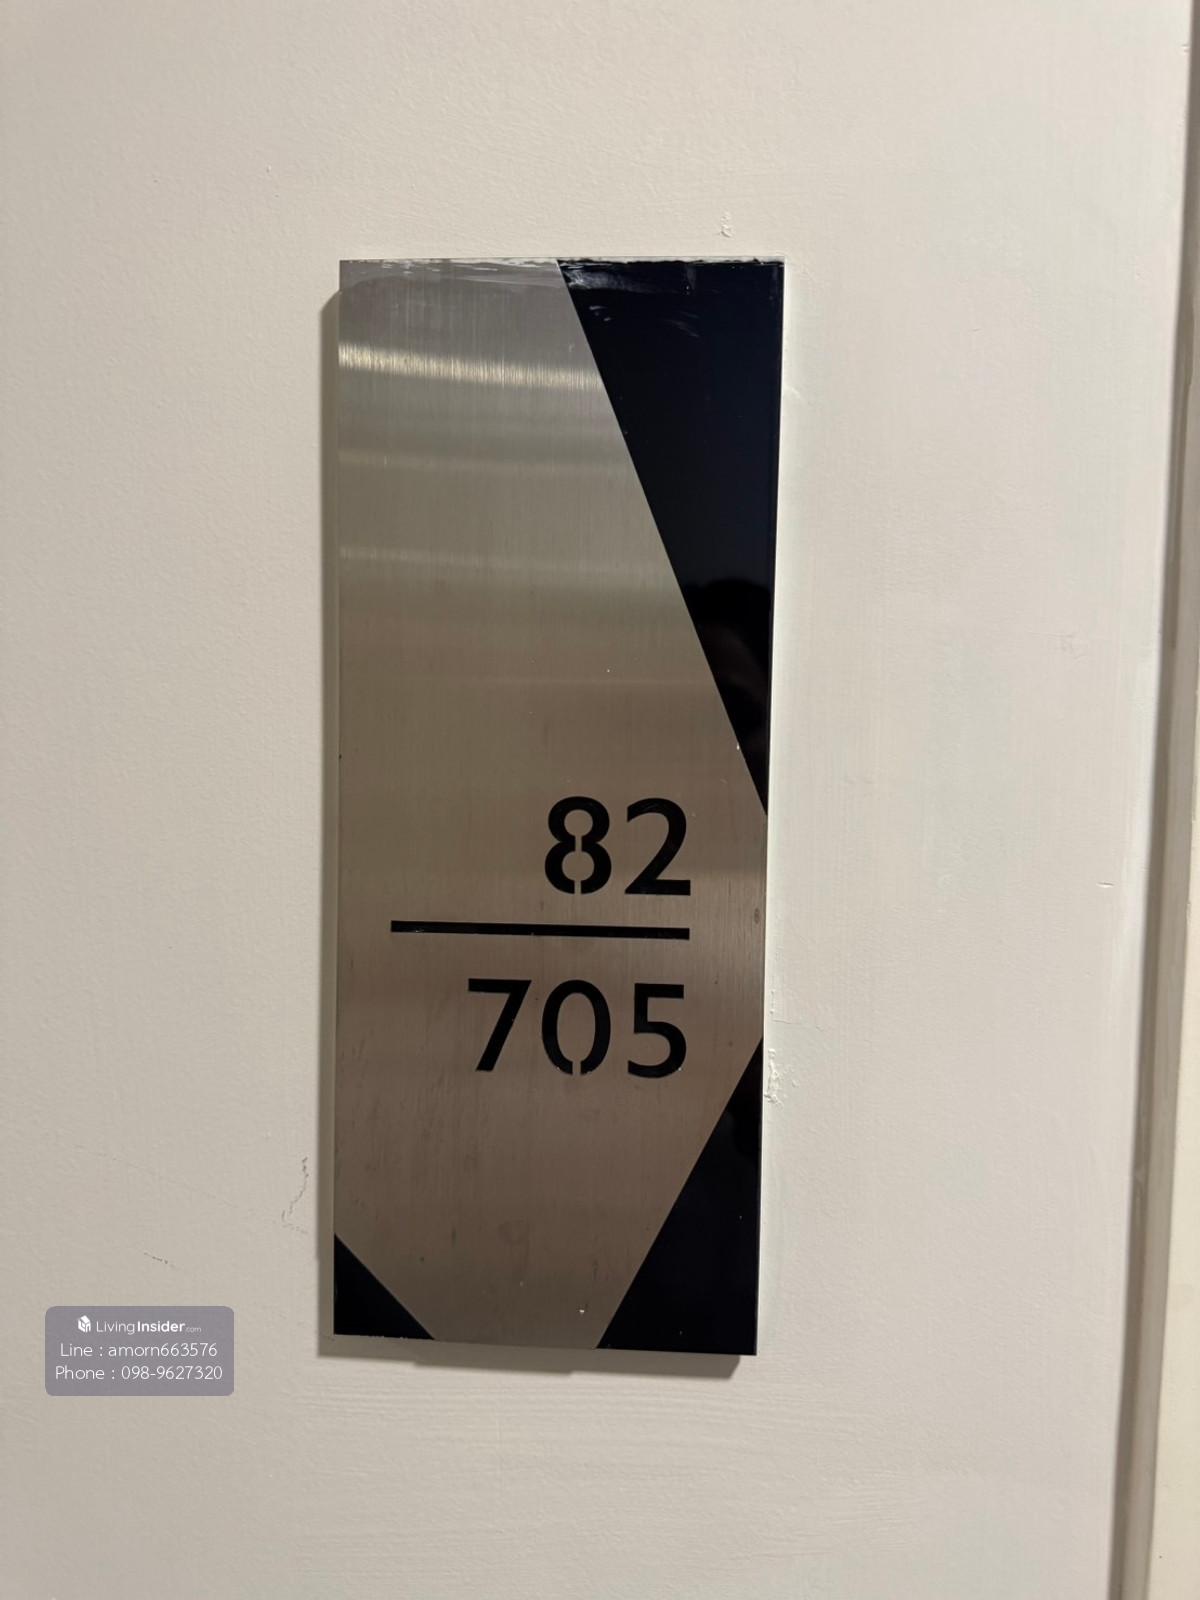 82
705
LivingInsider.com
Line : amorn663576
Phone : 098-9627320